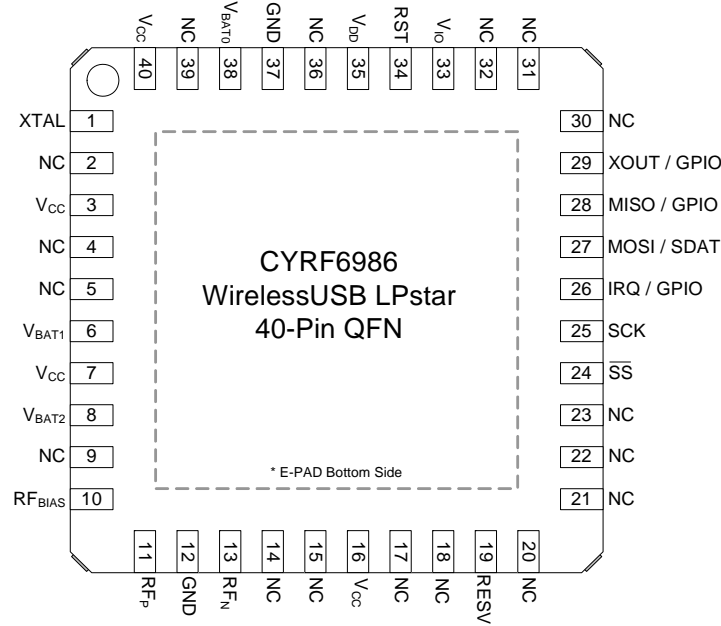 VCC NC VBAT0 GND NC VDD RST VIO NC NC
40 39 38 37 36 35 34 33 32 31
XTAL 1
NC 2
VCC 3
NC 4
NC 5
VBAT1 6
VCC 7
VBAT2 8
NC 9
RFBIAS 10
30 NC
29 XOUT / GPIO
28 MISO / GPIO
27 MOSI / SDAT
26 IRQ / GPIO
25 SCK
24 S̅S̅
23 NC
22 NC
21 NC
CYRF6986
WirelessUSB LPstar
40-Pin QFN
* E-PAD Bottom Side
11 12 13 14 15 16 17 18 19 20
RFP GND RFN NC NC VCC NC NC RESV NC